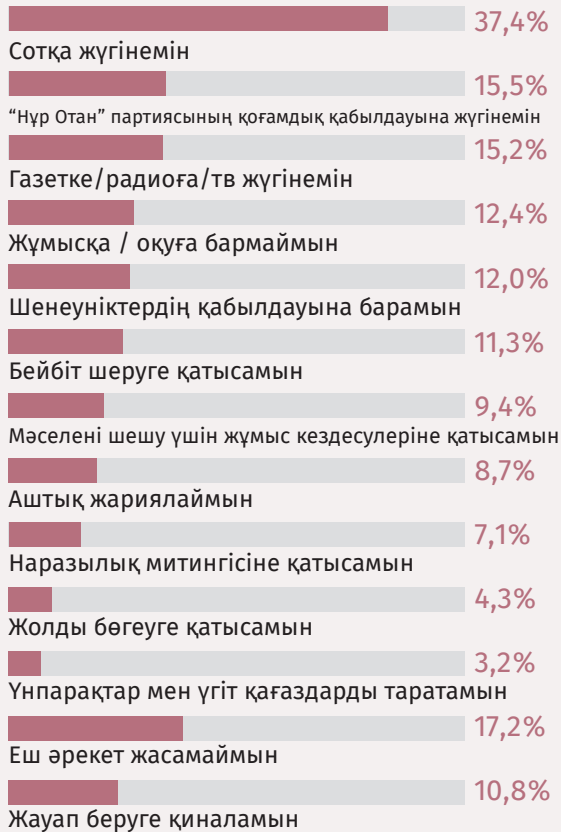 37,4%
Сотқа жүгінемін
15,5%
“Нұр Отан” партиясының қоғамдық қабылдауына жүгінемін
15,2%
Газетке/радиоға/тв жүгінемін
12,4%
Жұмысқа / оқуға бармаймын
12,0%
Шенеуніктердің қабылдауына барамын
11,3%
Бейбіт шеруге қатысамын
9,4%
Мәселені шешу үшін жұмыс кездесулеріне қатысамын
8,7%
Аштық жариялаймын
7,1%
Наразылық митингісіне қатысамын
4,3%
Жолды бөгеуге қатысамын
3,2%
Үнпарақтар мен үгіт қағаздарды таратамын
17,2%
Еш әрекет жасамаймын
10,8%
Жауап беруге қиналамын